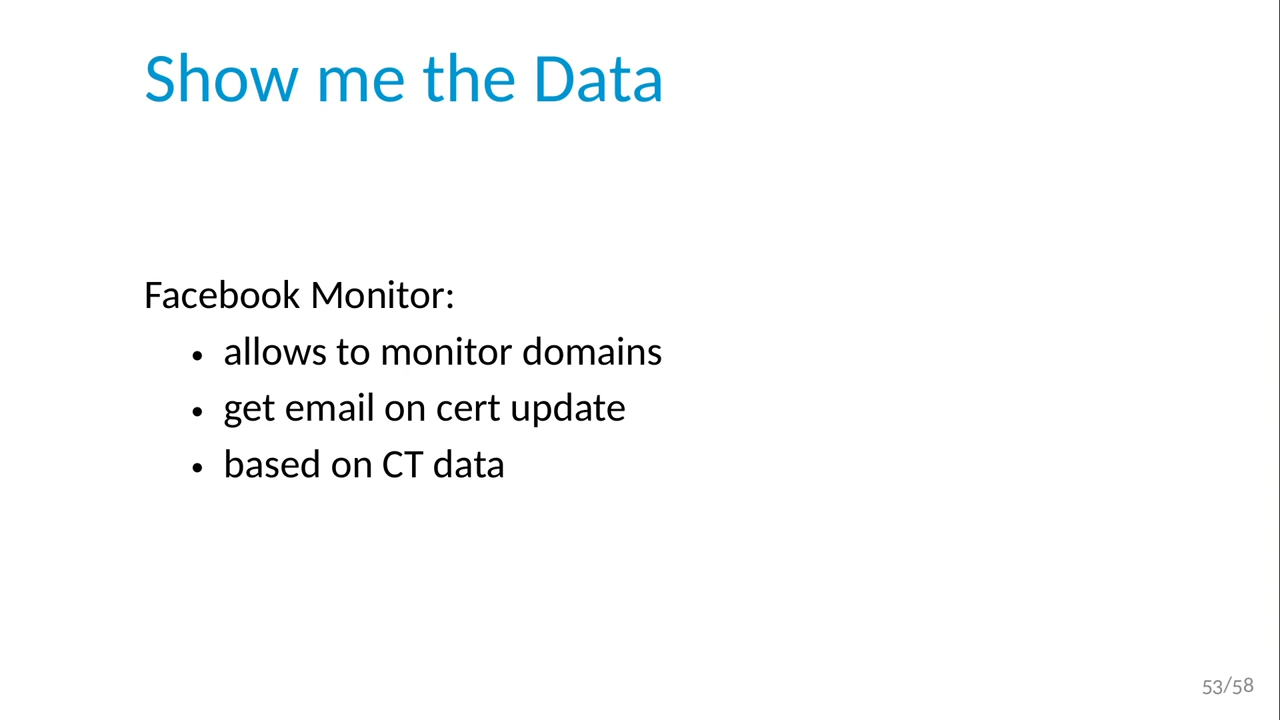 Show me the Data
Facebook Monitor:
• allows to monitor domains
• get email on cert update
• based on CT data
53/58